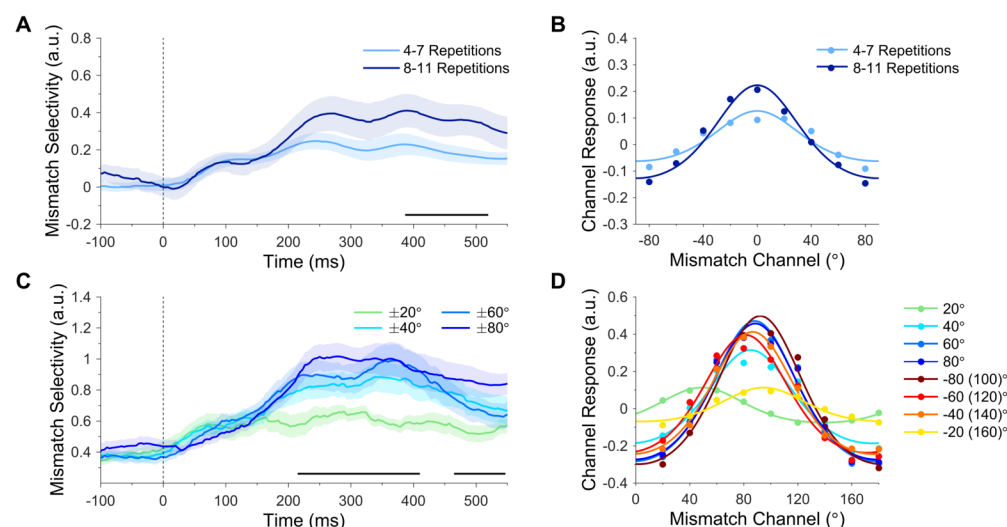 A
Mismatch Selectivity (a.u.)
0.8
0.6
0.4
0.2
0
-0.2
-100 0 100 200 300 400 500
Time (ms)
4-7 Repetitions
8-11 Repetitions
B
Channel Response (a.u.)
0.4
0.3
0.2
0.1
0
-0.1
-0.2
-0.3
-80 -40 0 40 80
Mismatch Channel (°)
4-7 Repetitions
8-11 Repetitions
C
Mismatch Selectivity (a.u.)
1.4
1.2
1
0.8
0.6
0.4
-100 0 100 200 300 400 500
Time (ms)
±20° ±60°
±40° ±80°
D
Channel Response (a.u.)
0.6
0.4
0.2
0
-0.2
-0.4
0 40 80 120 160
Mismatch Channel (°)
20°
40°
60°
80°
-80 (100)°
-60 (120)°
-40 (140)°
-20 (160)°